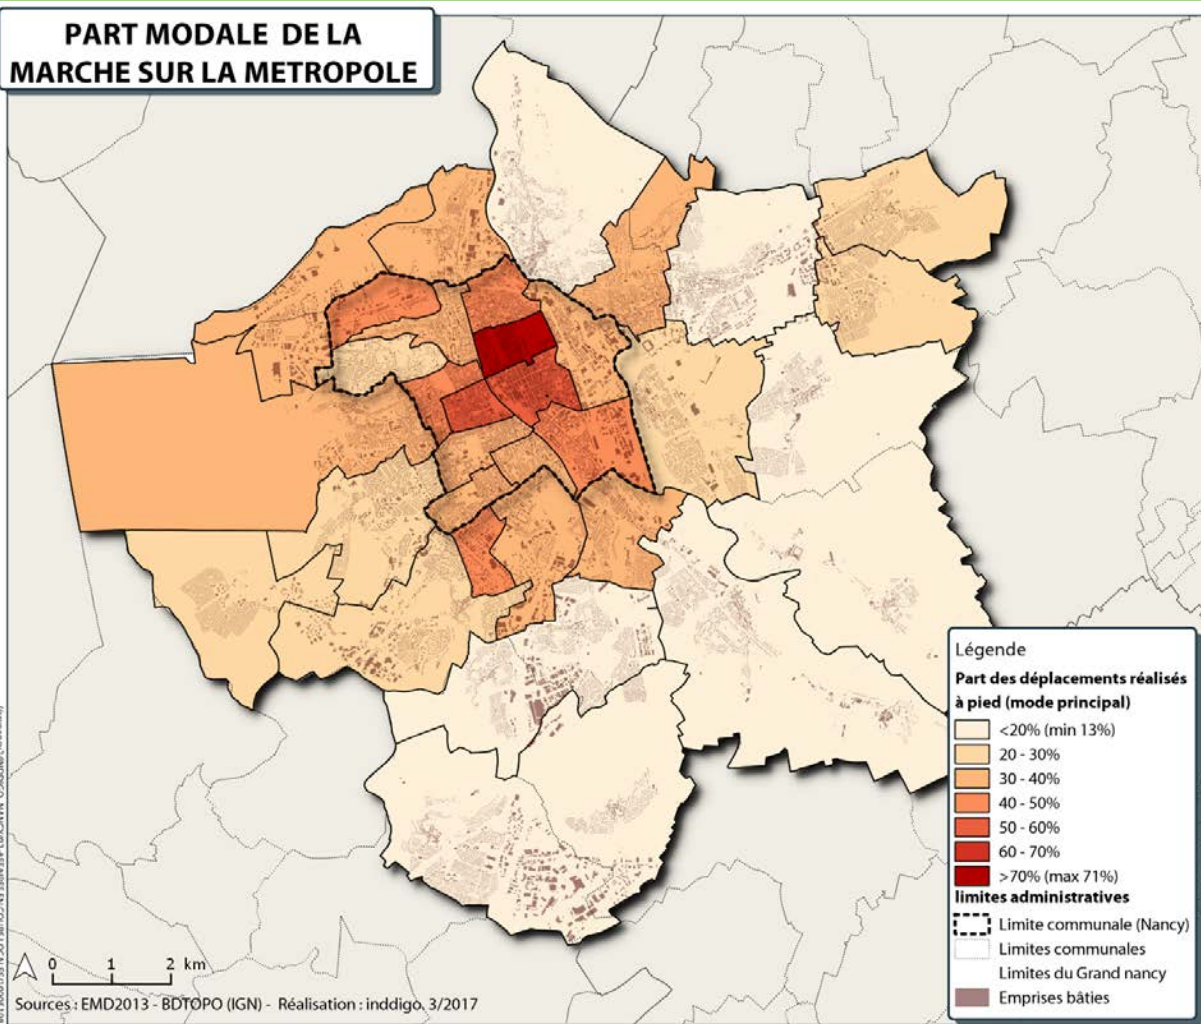 PART MODALE DE LA
MARCHE SUR LA METROPOLE
Légende
Part des déplacements réalisés
à pied (mode principal)
<20% (min 13%)
20 - 30%
30 - 40%
40 - 50%
50 - 60%
60 - 70%
>70% (max 71%)
limites administratives
Limite communale (Nancy)
Limites communales
Limites du Grand nancy
Emprises bâties
0 1 2 km
Sources : EMD2013 - BDTOPO (IGN) - Réalisation : inddigo. 3/2017